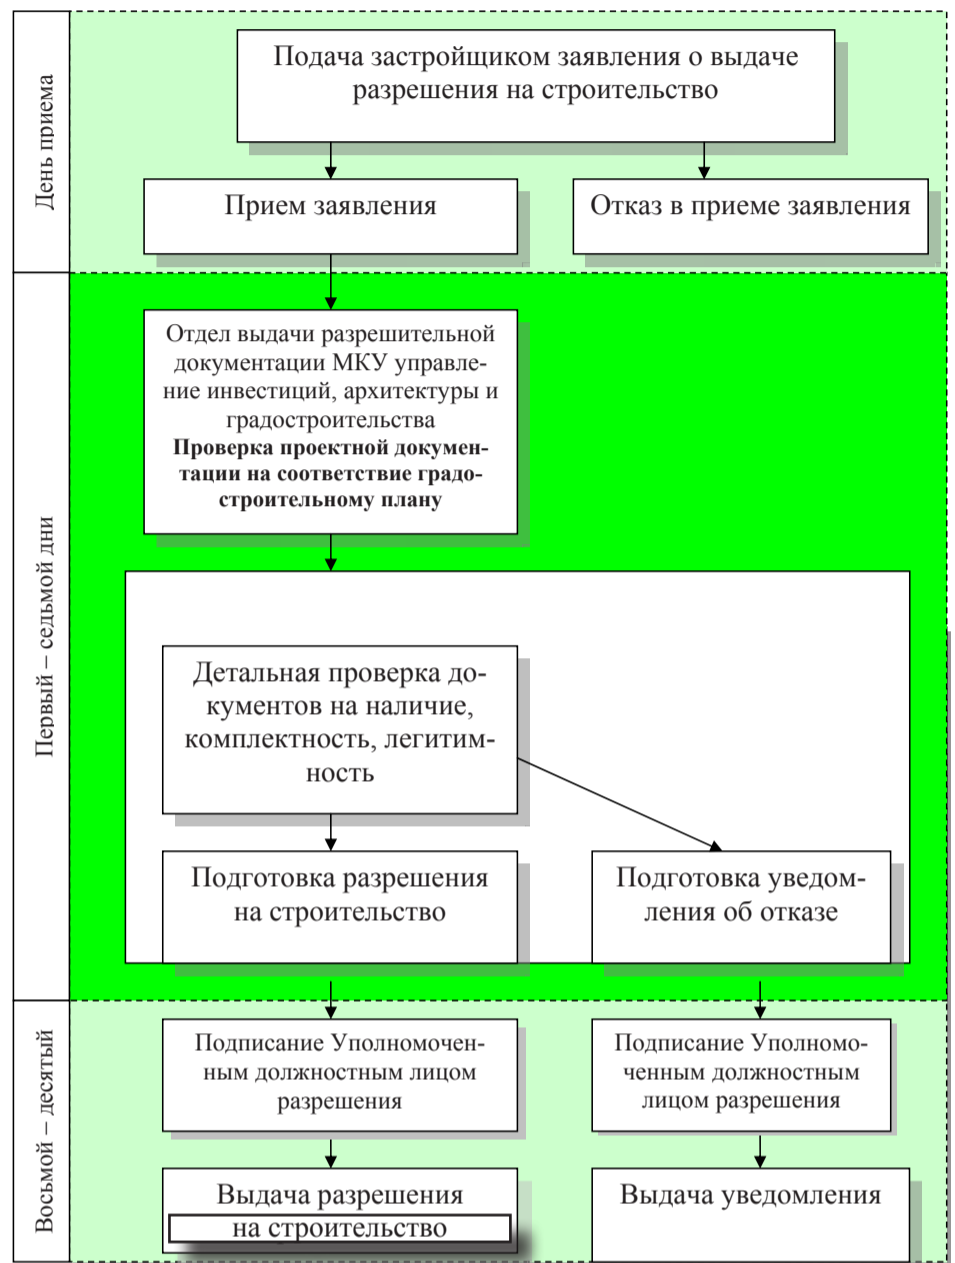 День приема
Подача застройщиком заявления о выдаче
разрешения на строительство
Прием заявления
Отказ в приеме заявления
Первый – седьмой дни
Отдел выдачи разрешительной
документации МКУ управле-
ние инвестиций, архитектуры и
градостроительства
Проверка проектной докумен-
тации на соответствие градо-
строительному плану
Детальная проверка до-
кументов на наличие,
комплектность, легитим-
ность
Подготовка разрешения
на строительство
Подготовка уведом-
ления об отказе
Восьмой – десятый
Подписание Уполномочен-
ным должностным лицом
разрешения
Подписание Уполномо-
ченным должностным
лицом разрешения
Выдача разрешения
на строительство
Выдача уведомления